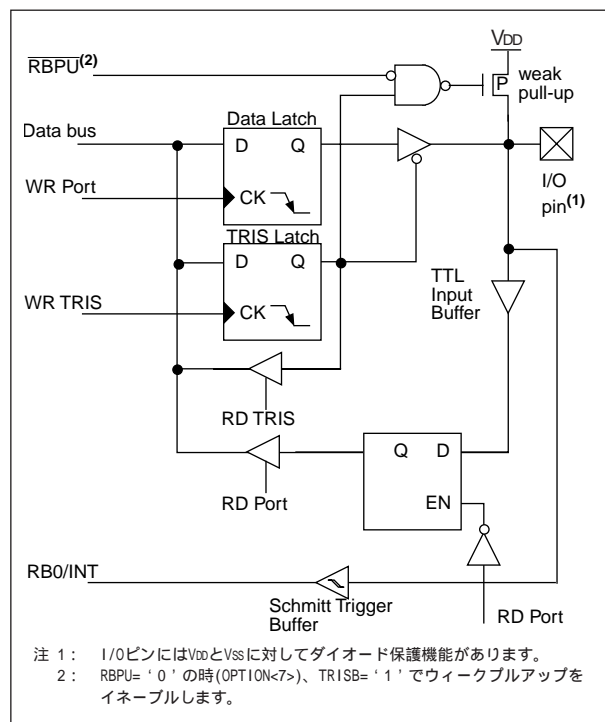 VDD
RBPU(2)
P weak
pull-up
Data bus
Data Latch
D Q
I/O
pin(1)
WR Port
CK
TRIS Latch
D Q
TTL
Input
Buffer
WR TRIS
CK
RD TRIS
Q D
EN
RD Port
RB0/INT
Schmitt Trigger
Buffer
RD Port
注 1: I/OピンにはVDDとVSSに対してダイオード保護機能があります。
2: RBPU= ‘0’の時(OPTION<7>)、TRISB= ‘1’でウィークプルアップを
イネーブルします。